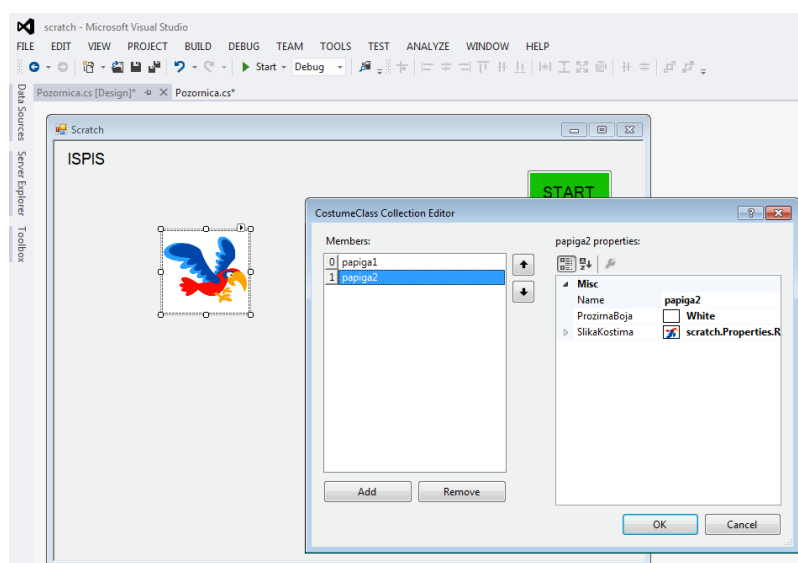 scratch - Microsoft Visual Studio
FILE EDIT VIEW PROJECT BUILD DEBUG TEAM TOOLS TEST ANALYZE WINDOW HELP
Start Debug
Pozornica.cs [Design]* Pozornica.cs*
Data Sources
Server Explorer
Toolbox
Scratch
ISPIS
START
CostumeClass Collection Editor
Members:
0 papiga1
1 papiga2
Add Remove
papiga2 properties:
Misc
Name papiga2
ProzirnaBoja White
SlikaKostima scratch.Properties.R
OK Cancel